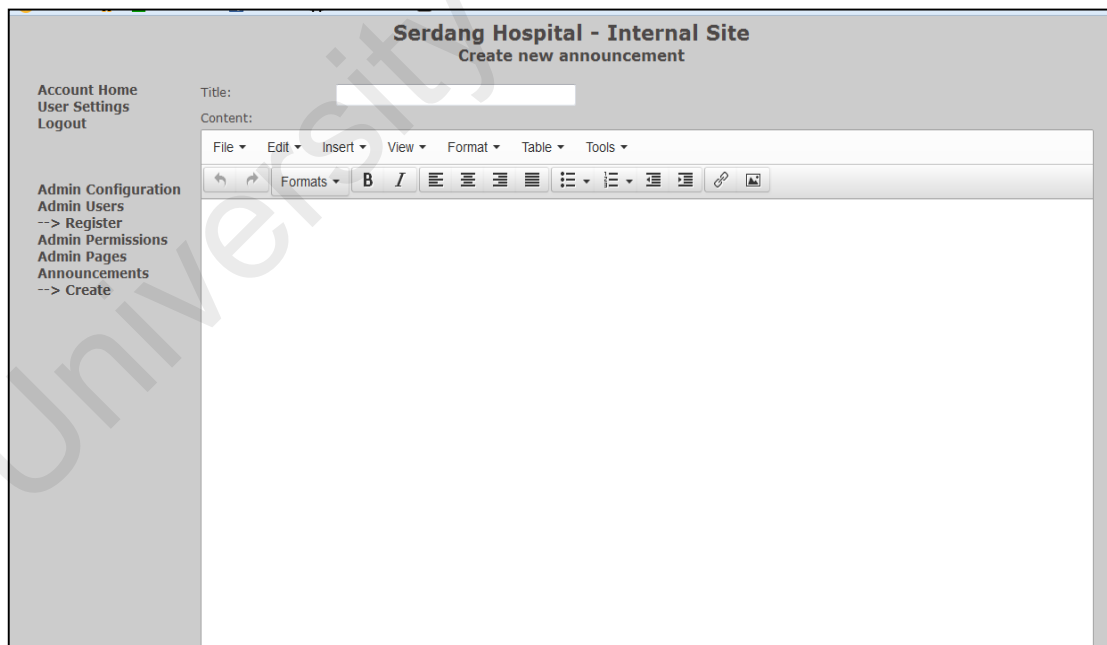 Serdang Hospital - Internal Site
Create new announcement
Account Home
User Settings
Logout
Admin Configuration
Admin Users
--> Register
Admin Permissions
Admin Pages
Announcements
--> Create
Title:
Content:
File Edit Insert View Format Table Tools
Formats B I
University